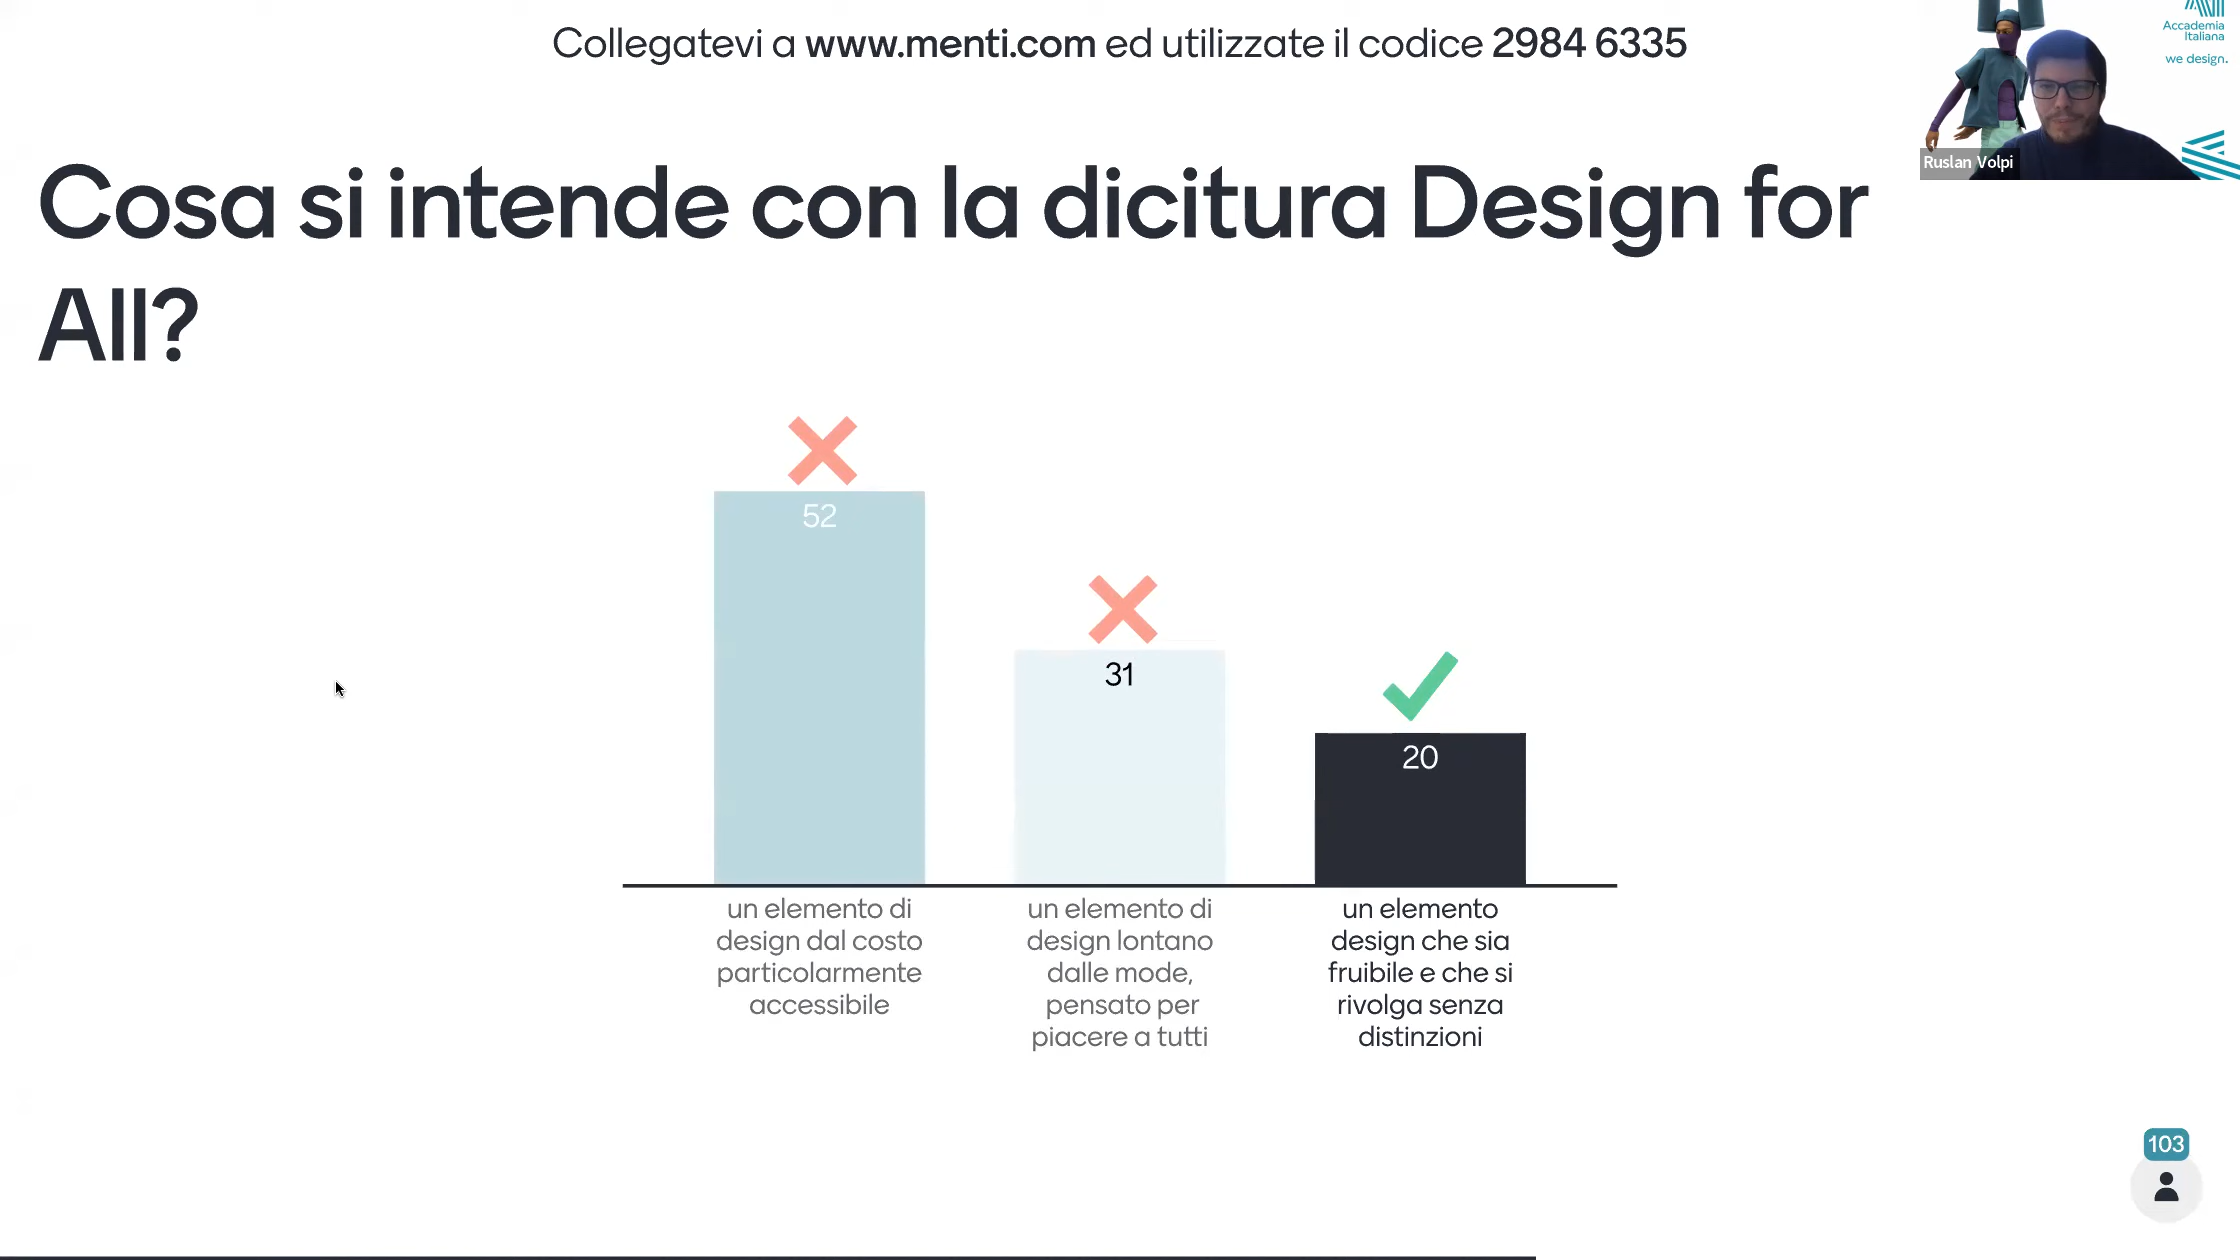 Collegatevi a www.menti.com ed utilizzate il codice 2984 6335
Accademia
Italiana
we design.
Ruslan Volpi
Cosa si intende con la dicitura Design for
All?
52
31
20
un elemento di
design dal costo
particolarmente
accessibile
un elemento di
design lontano
dalle mode,
pensato per
piacere a tutti
un elemento
design che sia
fruibile e che si
rivolga senza
distinzioni
103